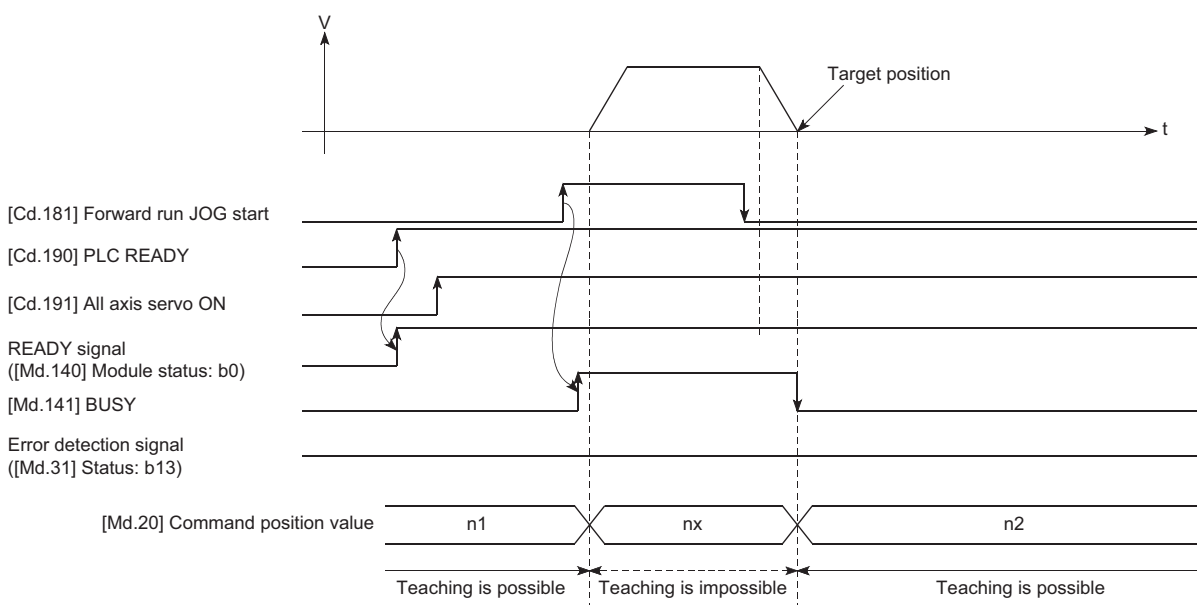 V
Target position
t
[Cd.181] Forward run JOG start
[Cd.190] PLC READY
[Cd.191] All axis servo ON
READY signal
([Md.140] Module status: b0)
[Md.141] BUSY
Error detection signal
([Md.31] Status: b13)
[Md.20] Command position value
n1
nx
n2
Teaching is possible
Teaching is impossible
Teaching is possible